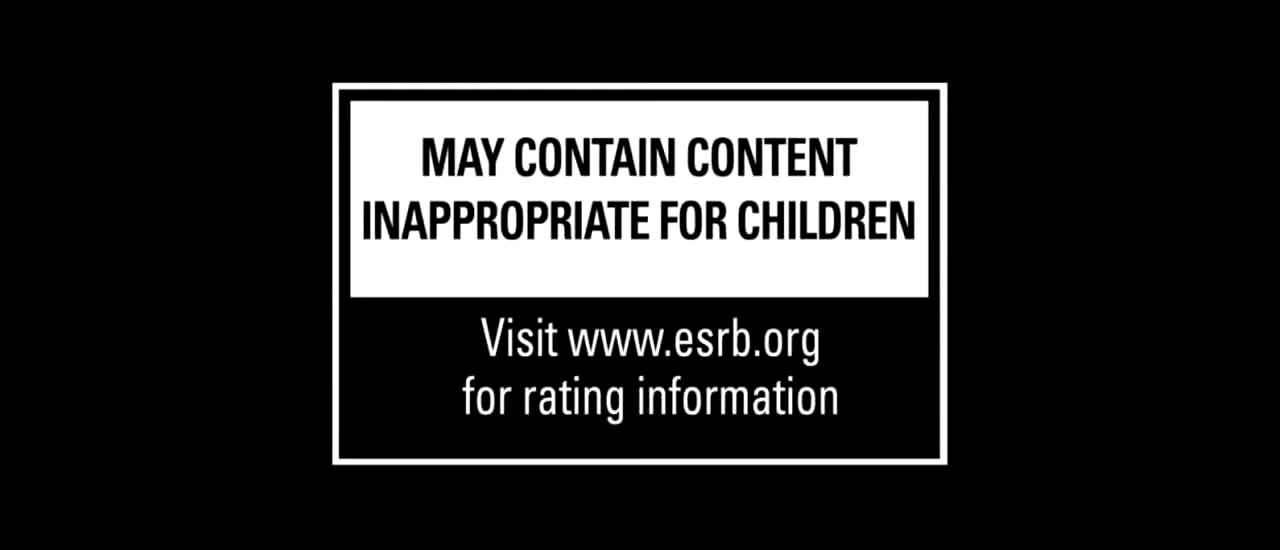 MAY CONTAIN CONTENT
INAPPROPRIATE FOR CHILDREN
Visit www.esrb.org
for rating information